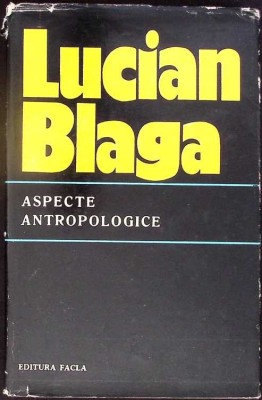 Lucian
Blaga
ASPECTE
ANTROPOLOGICE
EDITURA FACLA